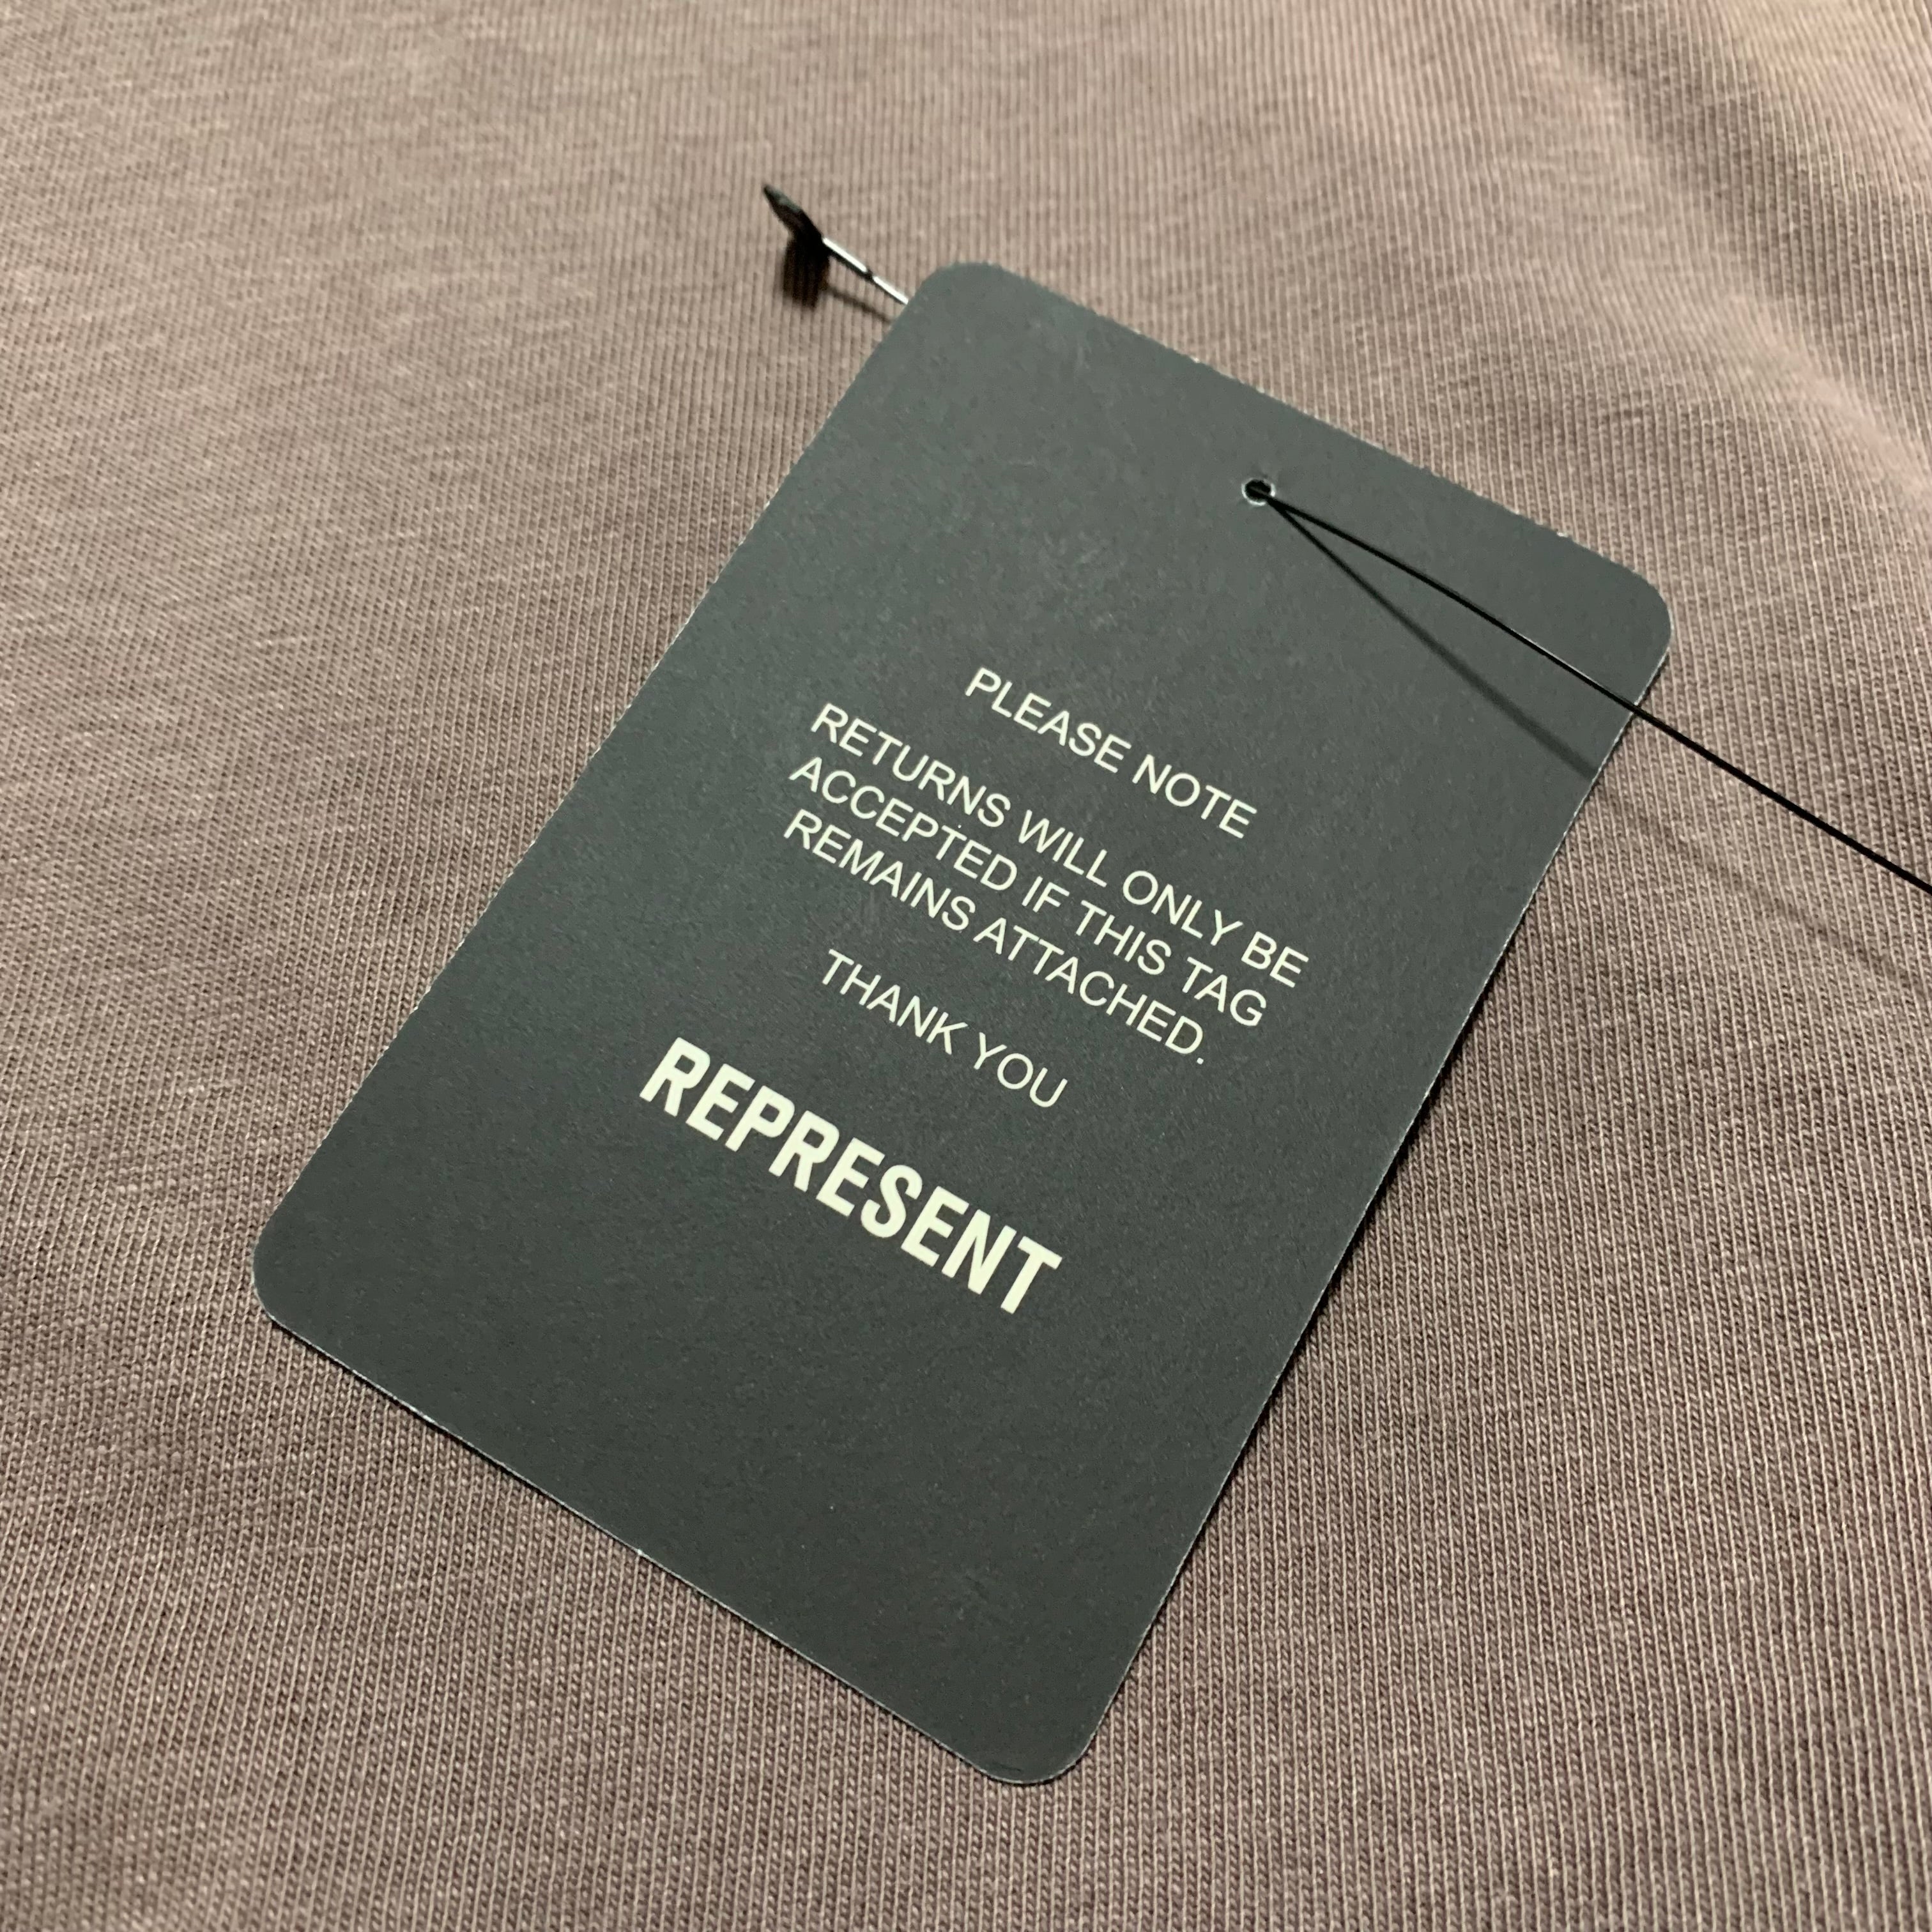 PLEASE NOTE
RETURNS WILL ONLY BE
ACCEPTED IF THIS TAG
REMAINS ATTACHED.
THANK YOU
REPRESENT